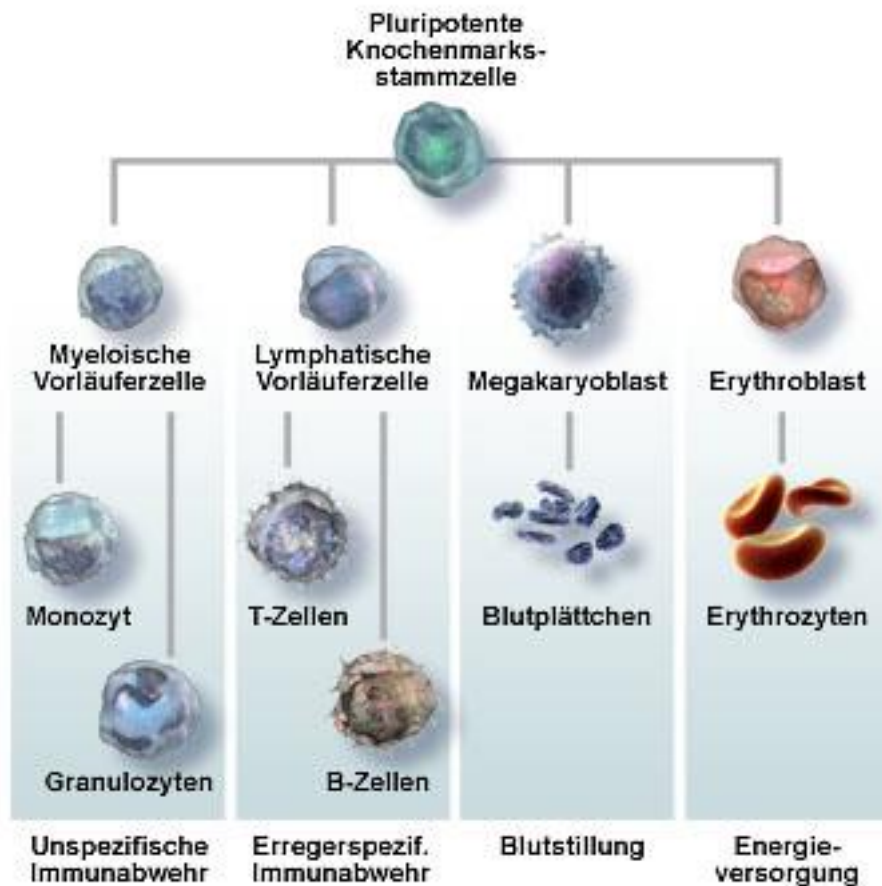 Pluripotente
Knochenmarks-
stammzelle
Myeloische
Vorläuferzelle
Lymphatische
Vorläuferzelle
Megakaryoblast
Erythroblast
Monozyt
T-Zellen
Blutplättchen
Erythrozyten
Granulozyten
B-Zellen
Unspezifische
Immunabwehr
Erregerspezif.
Immunabwehr
Blutstillung
Energie-
versorgung